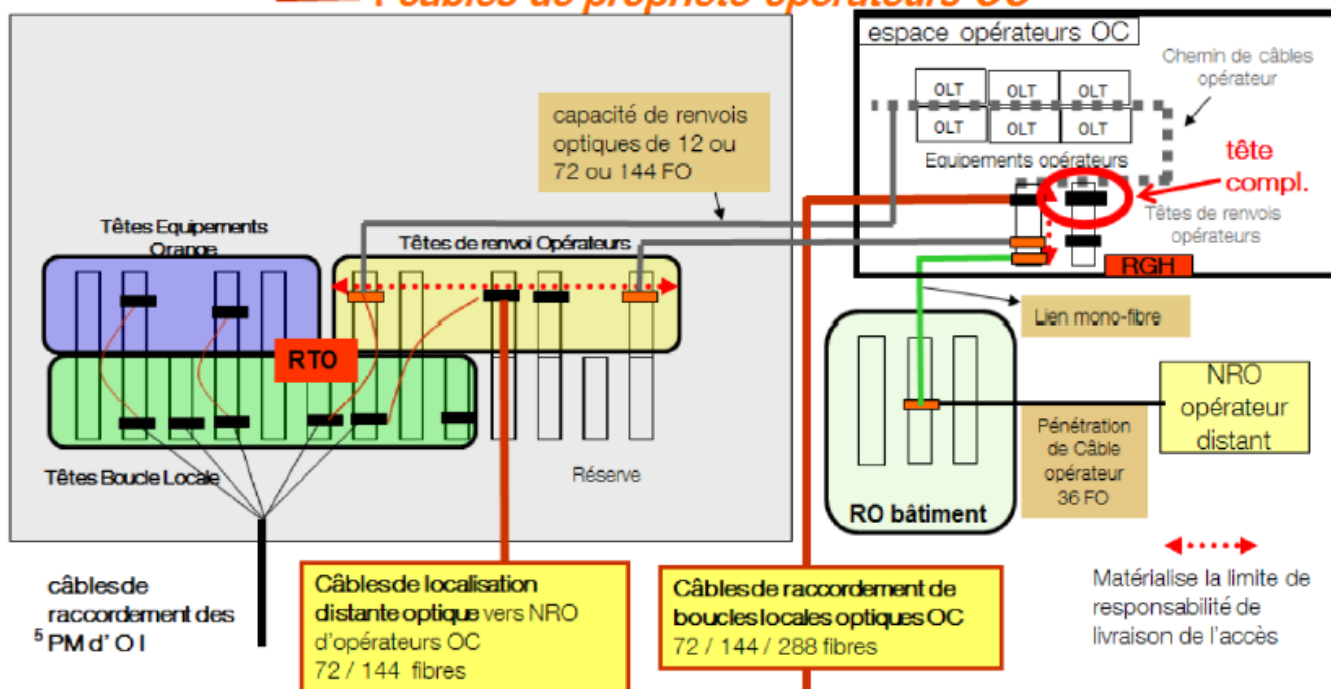 câbles de propriété opérateurs OC
espace opérateurs OC
Chemin de câbles
opérateur
OLT OLT OLT
OLT OLT OLT
Equipements opérateurs
tête
compl.
Têtes de renvois
opérateurs
RGH
capacité de renvois
optiques de 12 ou
72 ou 144 FO
Têtes Equipements
Orange
Têtes de renvoi Opérateurs
RTO
Têtes Boucle Locale
Réserve
Lien mono-fibre
NRO
opérateur
distant
Pénétration
de Câble
opérateur
36 FO
RO bâtiment
câbles de
raccordement des
5 PM d' O I
Câbles de localisation
distante optique vers NRO
d'opérateurs OC
72 / 144 fibres
Câbles de raccordement de
boucles locales optiques OC
72 / 144 / 288 fibres
Matérialise la limite de
responsabilité de
livraison de l'accès